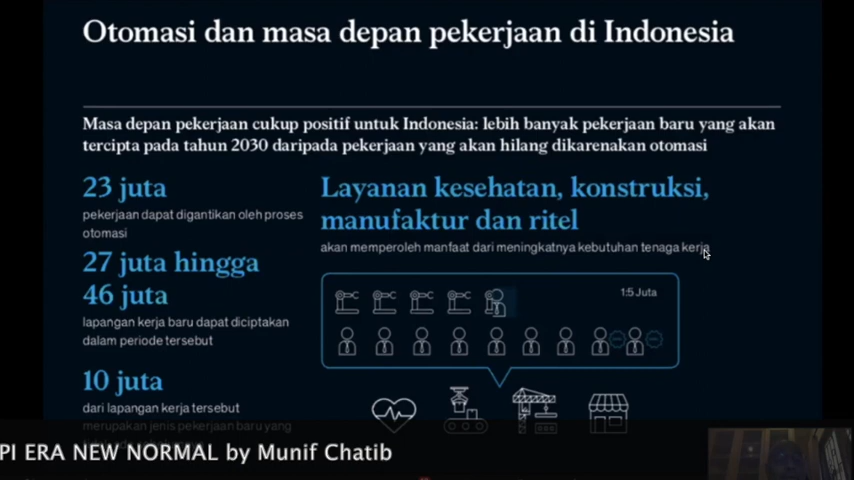 Otomasi dan masa depan pekerjaan di Indonesia
Masa depan pekerjaan cukup positif untuk Indonesia: lebih banyak pekerjaan baru yang akan
tercipta pada tahun 2030 daripada pekerjaan yang akan hilang dikarenakan otomasi
23 juta
pekerjaan dapat digantikan oleh proses
otomasi
27 juta hingga
46 juta
lapangan kerja baru dapat diciptakan
dalam periode tersebut
10 juta
dari lapangan kerja tersebut
merupakan jenis pekerjaan baru yang
Layanan kesehatan, konstruksi,
manufaktur dan ritel
akan memperoleh manfaat dari meningkatnya kebutuhan tenaga kerja
1:5 Juta
PI ERA NEW NORMAL by Munif Chatib